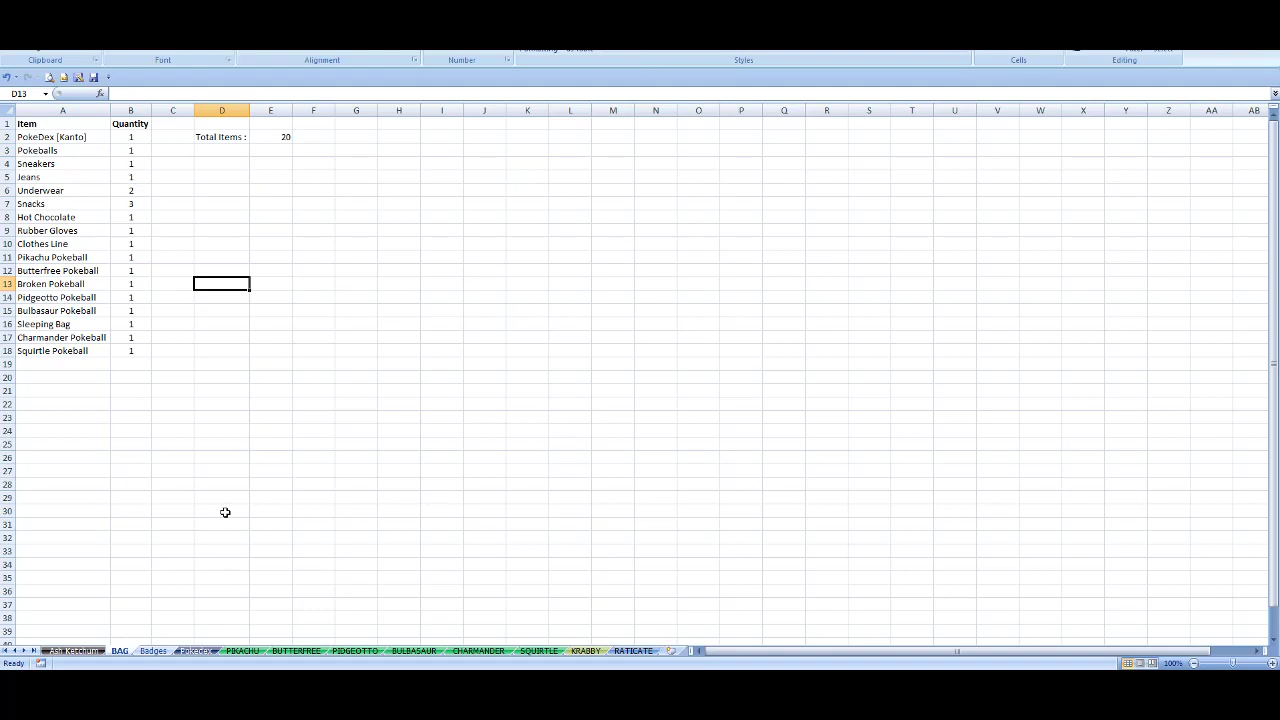 Clipboard Font Alignment Number Styles Cells Editing
D13 fx
A B C D E F G H I J K L M N O P Q R S T U V W X Y Z AA AB
1 Item Quantity
2 PokeDex [Kanto] 1 Total Items : 20
3 Pokeballs 1
4 Sneakers 1
5 Jeans 1
6 Underwear 2
7 Snacks 3
8 Hot Chocolate 1
9 Rubber Gloves 1
10 Clothes Line 1
11 Pikachu Pokeball 1
12 Butterfree Pokeball 1
13 Broken Pokeball 1
14 Pidgeotto Pokeball 1
15 Bulbasaur Pokeball 1
16 Sleeping Bag 1
17 Charmander Pokeball 1
18 Squirtle Pokeball 1
19
20
21
22
23
24
25
26
27
28
29
30
31
32
33
34
35
36
37
38
39
Ash Ketchum BAG Badges Pokedex PIKACHU BUTTERFREE PIDGEOTTO BULBASAUR CHARMANDER SQUIRTLE KRABBY RATICATE
Ready 100%